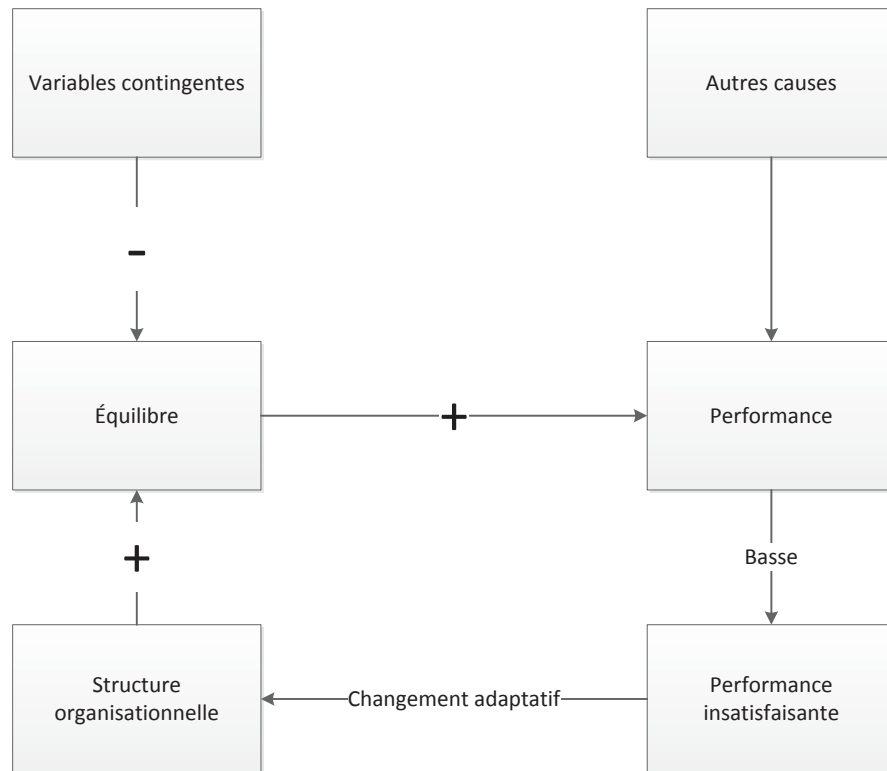 Variables contingentes
Autres causes
-
Équilibre
+
Performance
+
Basse
Structure
organisationnelle
Changement adaptatif
Performance
insatisfaisante